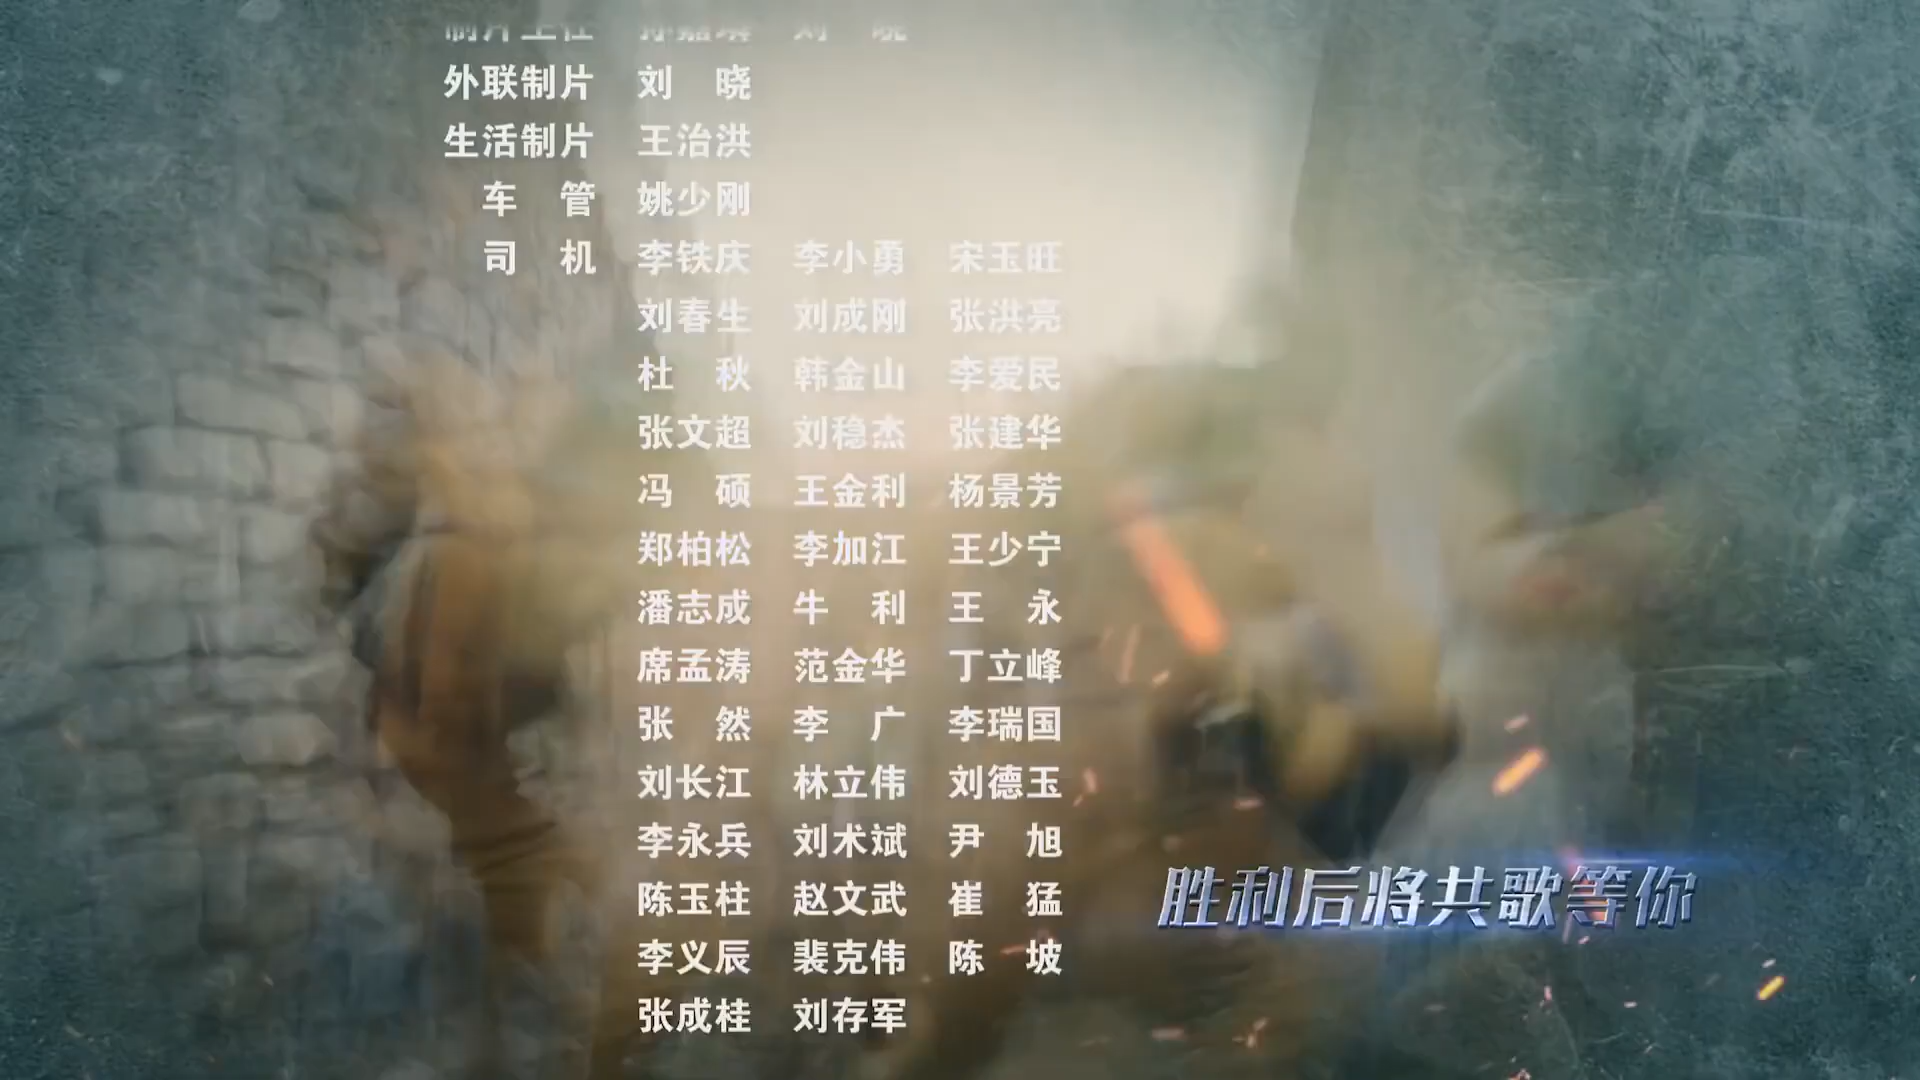 外联制片 刘 晓
生活制片 王治洪
车 管 姚少刚
司 机 李铁庆 李小勇 宋玉旺
刘春生 刘成刚 张洪亮
杜 秋 韩金山 李爱民
张文超 刘稳杰 张建华
冯 硕 王金利 杨景芳
郑柏松 李加江 王少宁
潘志成 牛 利 王 永
席孟涛 范金华 丁立峰
张 然 李 广 李瑞国
刘长江 林立伟 刘德玉
李永兵 刘术斌 尹 旭
陈玉柱 赵文武 崔 猛
胜利后将共歌等你
李义辰 裴克伟 陈 坡
张成桂 刘存军